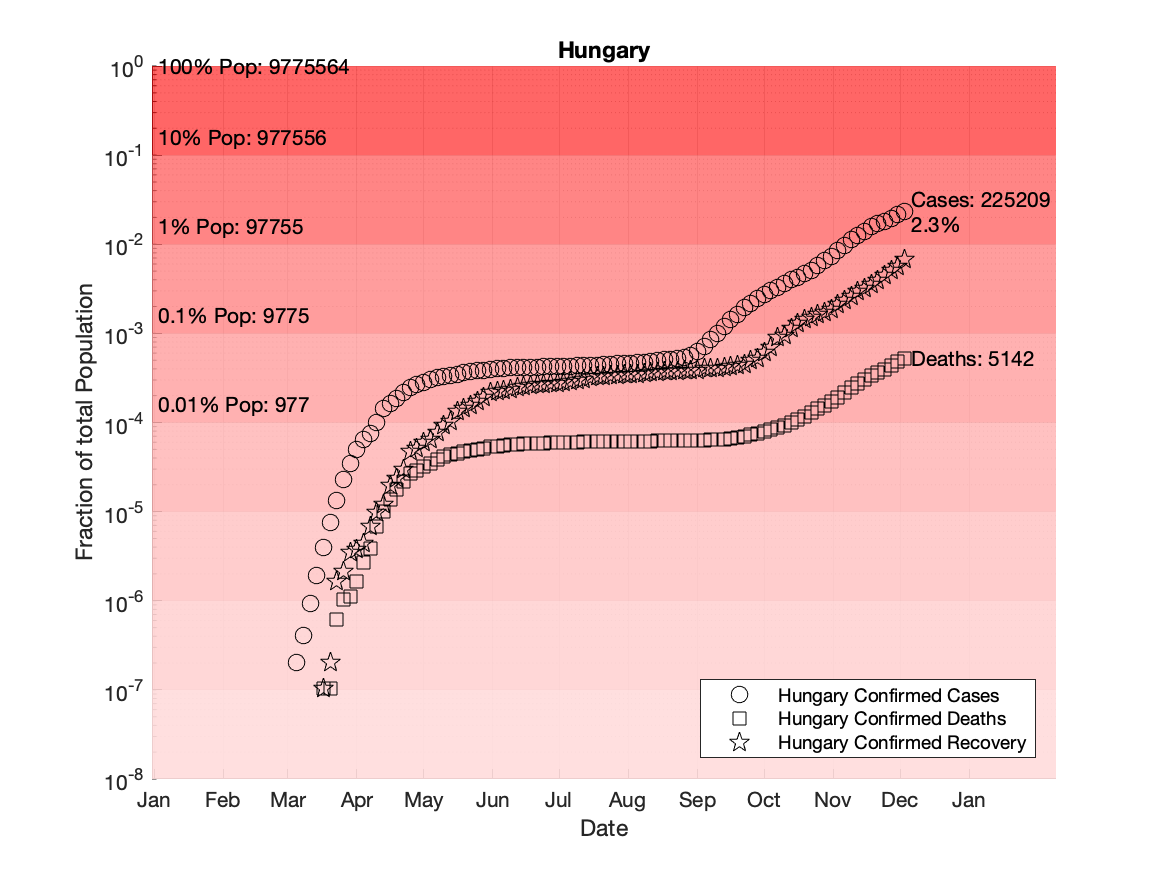 Hungary
10^0
100% Pop: 9775564
10% Pop: 977556
10^-1
Cases: 225209
1% Pop: 97755
2.3%
10^-2
0.1% Pop: 9775
10^-3
Deaths: 5142
0.01% Pop: 977
10^-4
10^-5
10^-6
10^-7
10^-8
Fraction of total Population
Hungary Confirmed Cases
Hungary Confirmed Deaths
Hungary Confirmed Recovery
Jan Feb Mar Apr May Jun Jul Aug Sep Oct Nov Dec Jan
Date